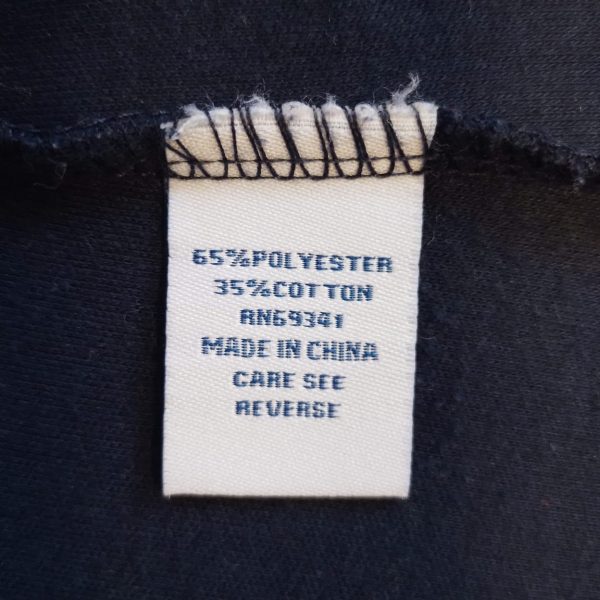 65%POLYESTER
35%COTTON
RN69341
MADE IN CHINA
CARE SEE
REVERSE